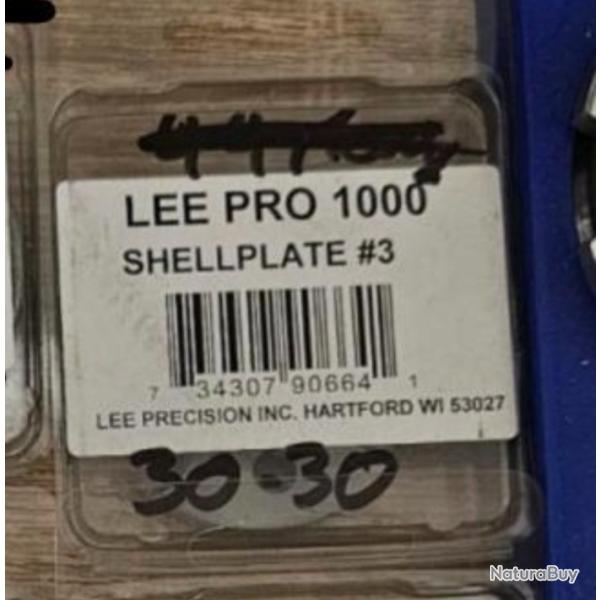 LEE PRO 1000
SHELLPLATE #3
7 34307 90664 1
LEE PRECISION INC. HARTFORD WI 53027
30-30
NaturaBuy